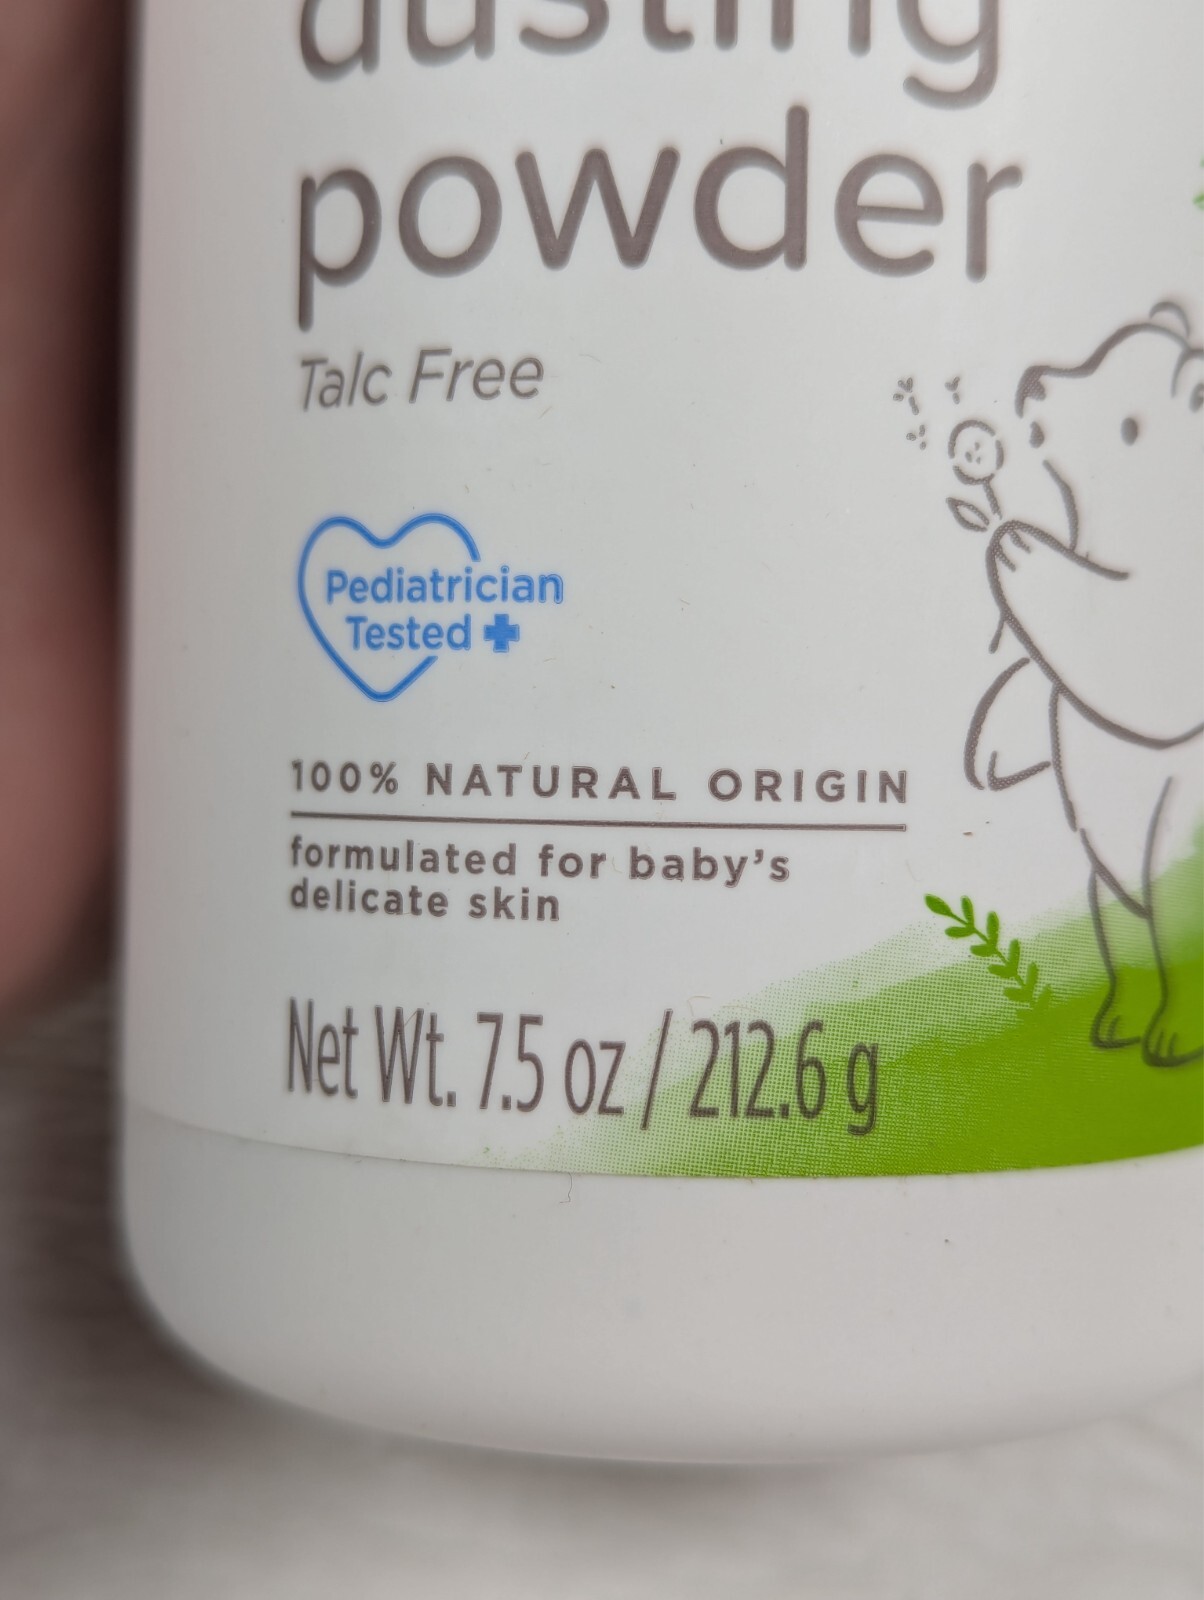 dusting
powder
Talc Free
Pediatrician
Tested
100% NATURAL ORIGIN
formulated for baby's
delicate skin
Net Wt. 7.5 oz / 212.6 g